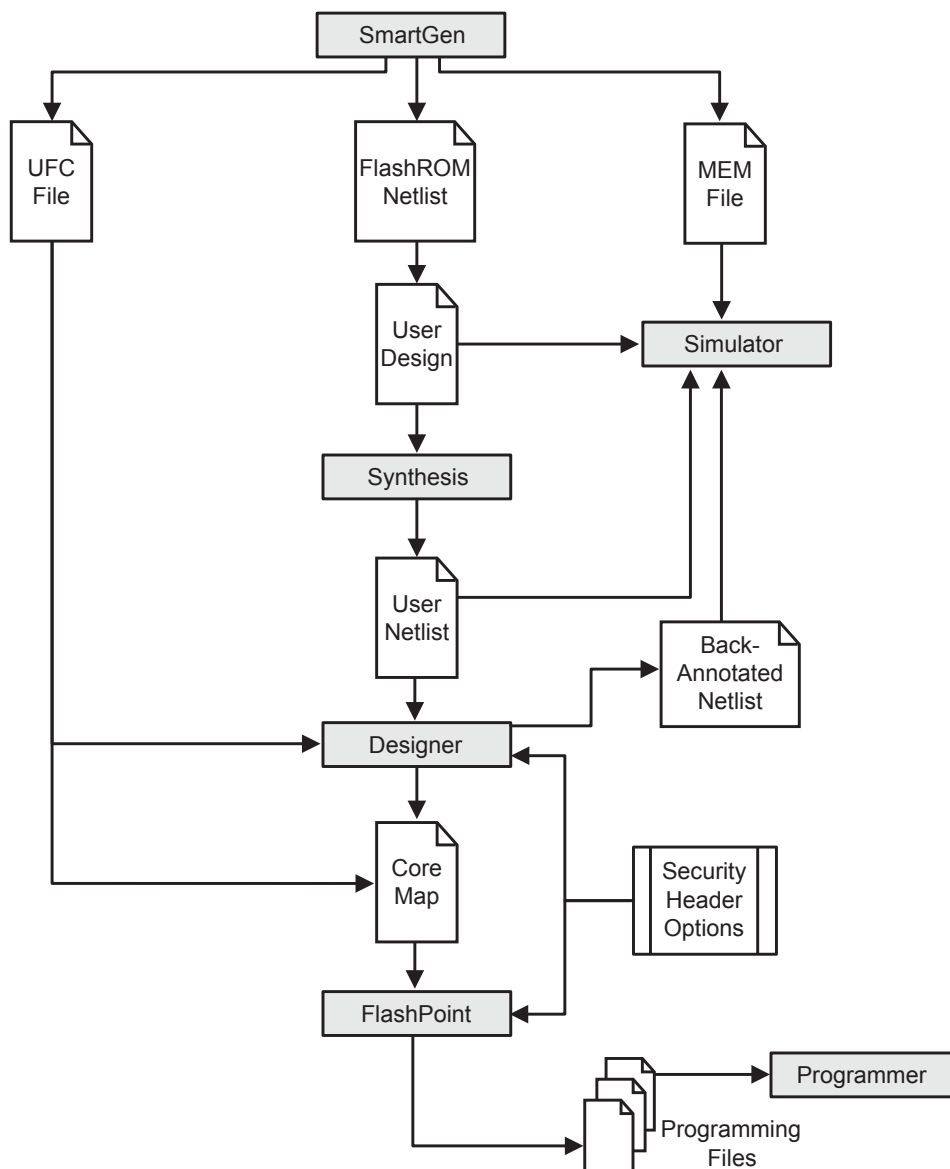 SmartGen
UFC
File
FlashROM
Netlist
MEM
File
User
Design
Simulator
Synthesis
User
Netlist
Back-
Annotated
Netlist
Designer
Core
Map
Security
Header
Options
FlashPoint
Programmer
Programming
Files